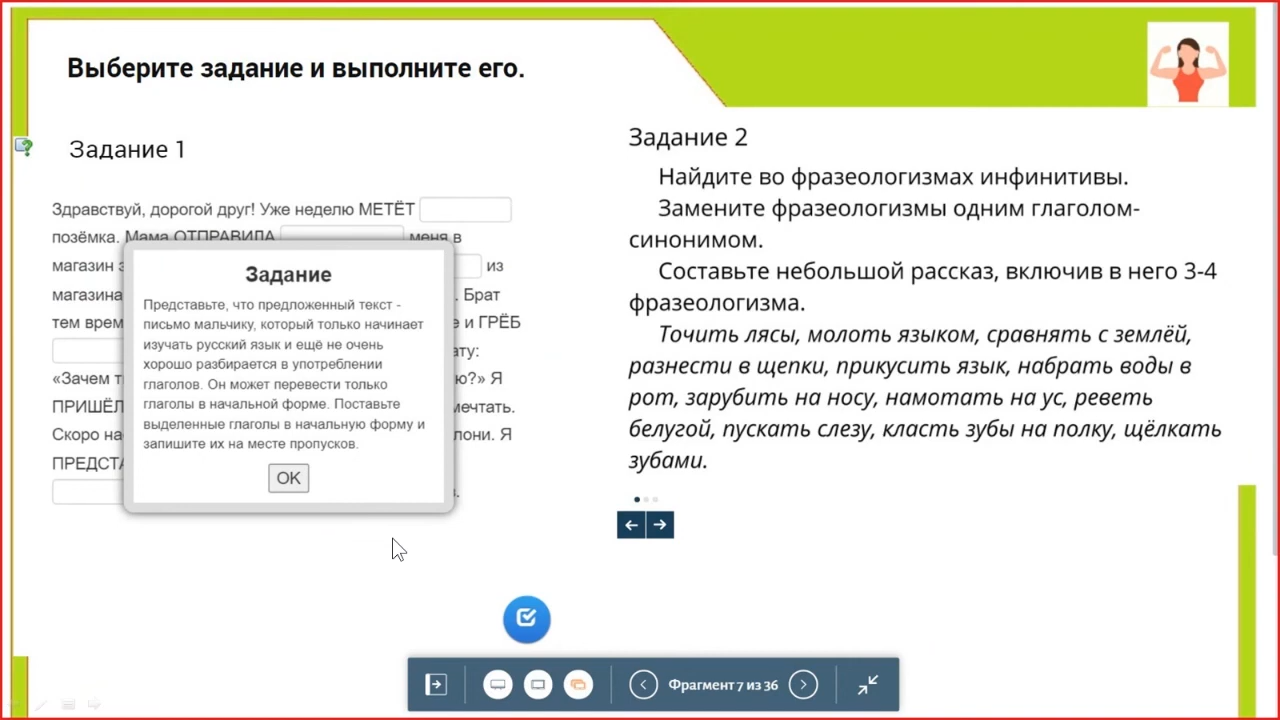 Выберите задание и выполните его.
Задание 1
Здравствуй, дорогой друг! Уже неделю МЕТЁТ
позёмка. Мама ОТПРАВИЛА меня в
магазин из
магазина Брат
тем врем е и ГРЁБ
ату:
«Зачем ю?» Я
ПРИШЁЛ мечтать.
Скоро на лони. Я
ПРЕДСТА
Задание
Представьте, что предложенный текст -
письмо мальчику, который только начинает
изучать русский язык и ещё не очень
хорошо разбирается в употреблении
глаголов. Он может перевести только
глаголы в начальной форме. Поставьте
выделенные глаголы в начальную форму и
запишите их на месте пропусков.
OK
Задание 2
Найдите во фразеологизмах инфинитивы.
Замените фразеологизмы одним глаголом-
синонимом.
Составьте небольшой рассказ, включив в него 3-4
фразеологизма.
Точить лясы, молоть языком, сравнять с землёй,
разнести в щепки, прикусить язык, набрать воды в
рот, зарубить на носу, намотать на ус, реветь
белугой, пускать слезу, класть зубы на полку, щёлкать
зубами.
Фрагмент 7 из 36